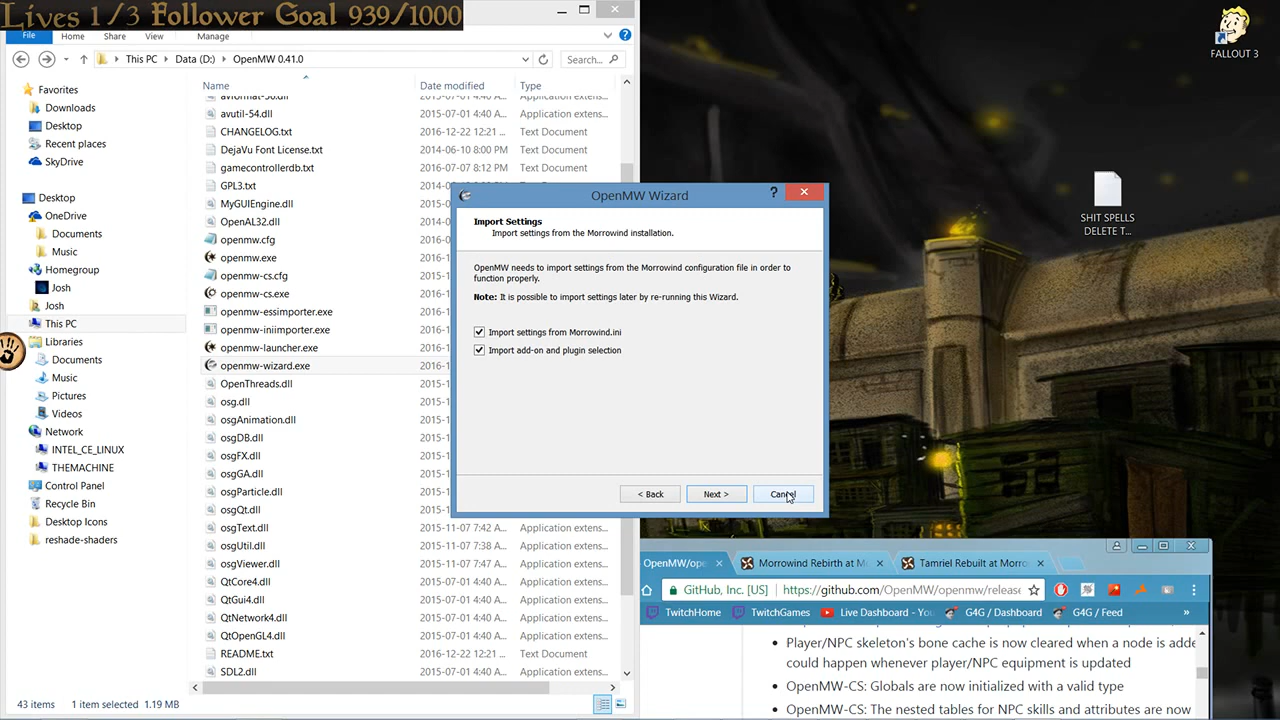 Lives 1/3 Follower Goal 939/1000
File
Home
Share
View
Manage
This PC
Data (D:)
OpenMW 0.41.0
Search...
Name
Date modified
Type
Favorites
Downloads
Desktop
Recent places
SkyDrive
Desktop
OneDrive
Documents
Music
Homegroup
Josh
Josh
This PC
Libraries
Documents
Music
Pictures
Videos
Network
INTEL_CE_LINUX
THEMACHINE
Control Panel
Recycle Bin
Desktop Icons
reshade-shaders
avutil-54.dll 2015-07-01 4:40 A... Application extens...
CHANGELOG.txt 2016-12-22 12:21 ... Text Document
DejaVu Font License.txt 2014-06-10 8:00 PM Text Document
gamecontrollerdb.txt 2016-07-07 8:12 PM Text Document
GPL3.txt
MyGUIEngine.dll
OpenAL32.dll
openmw.cfg
openmw.exe
openmw-cs.cfg
openmw-cs.exe
openmw-essimporter.exe
openmw-iniimporter.exe
openmw-launcher.exe
openmw-wizard.exe
OpenThreads.dll
osg.dll
osgAnimation.dll
osgDB.dll
osgFX.dll
osgGA.dll
osgParticle.dll
osgQt.dll
osgText.dll 2015-11-07 7:42 A... Application extens...
osgUtil.dll 2015-11-07 7:38 A... Application extens...
osgViewer.dll 2015-11-07 7:42 A... Application extens...
QtCore4.dll 2015-07-01 4:40 A... Application extens...
QtGui4.dll 2015-07-01 4:40 A... Application extens...
QtNetwork4.dll 2015-07-01 4:40 A... Application extens...
QtOpenGL4.dll 2015-07-01 4:40 A... Application extens...
README.txt 2016-12-22 12:21 ... Text Document
SDL2.dll 2015-07-01 4:40 A... Application extens...
43 items
1 item selected 1.19 MB
OpenMW Wizard
Import Settings
Import settings from the Morrowind installation.
OpenMW needs to import settings from the Morrowind configuration file in order to
function properly.
Note: It is possible to import settings later by re-running this Wizard.
Import settings from Morrowind.ini
Import add-on and plugin selection
< Back
Next >
Cancel
FALLOUT 3
SHIT SPELLS
DELETE T...
OpenMW/ope
Morrowind Rebirth at M
Tamriel Rebuilt at Morro
GitHub, Inc. [US]
https://github.com/OpenMW/openmw/release
TwitchHome
TwitchGames
Live Dashboard - You
G4G / Dashboard
G4G / Feed
»
Player/NPC skeleton's bone cache is now cleared when a node is adde
could happen whenever player/NPC equipment is updated
OpenMW-CS: Globals are now initialized with a valid type
OpenMW-CS: The nested tables for NPC skills and attributes are now